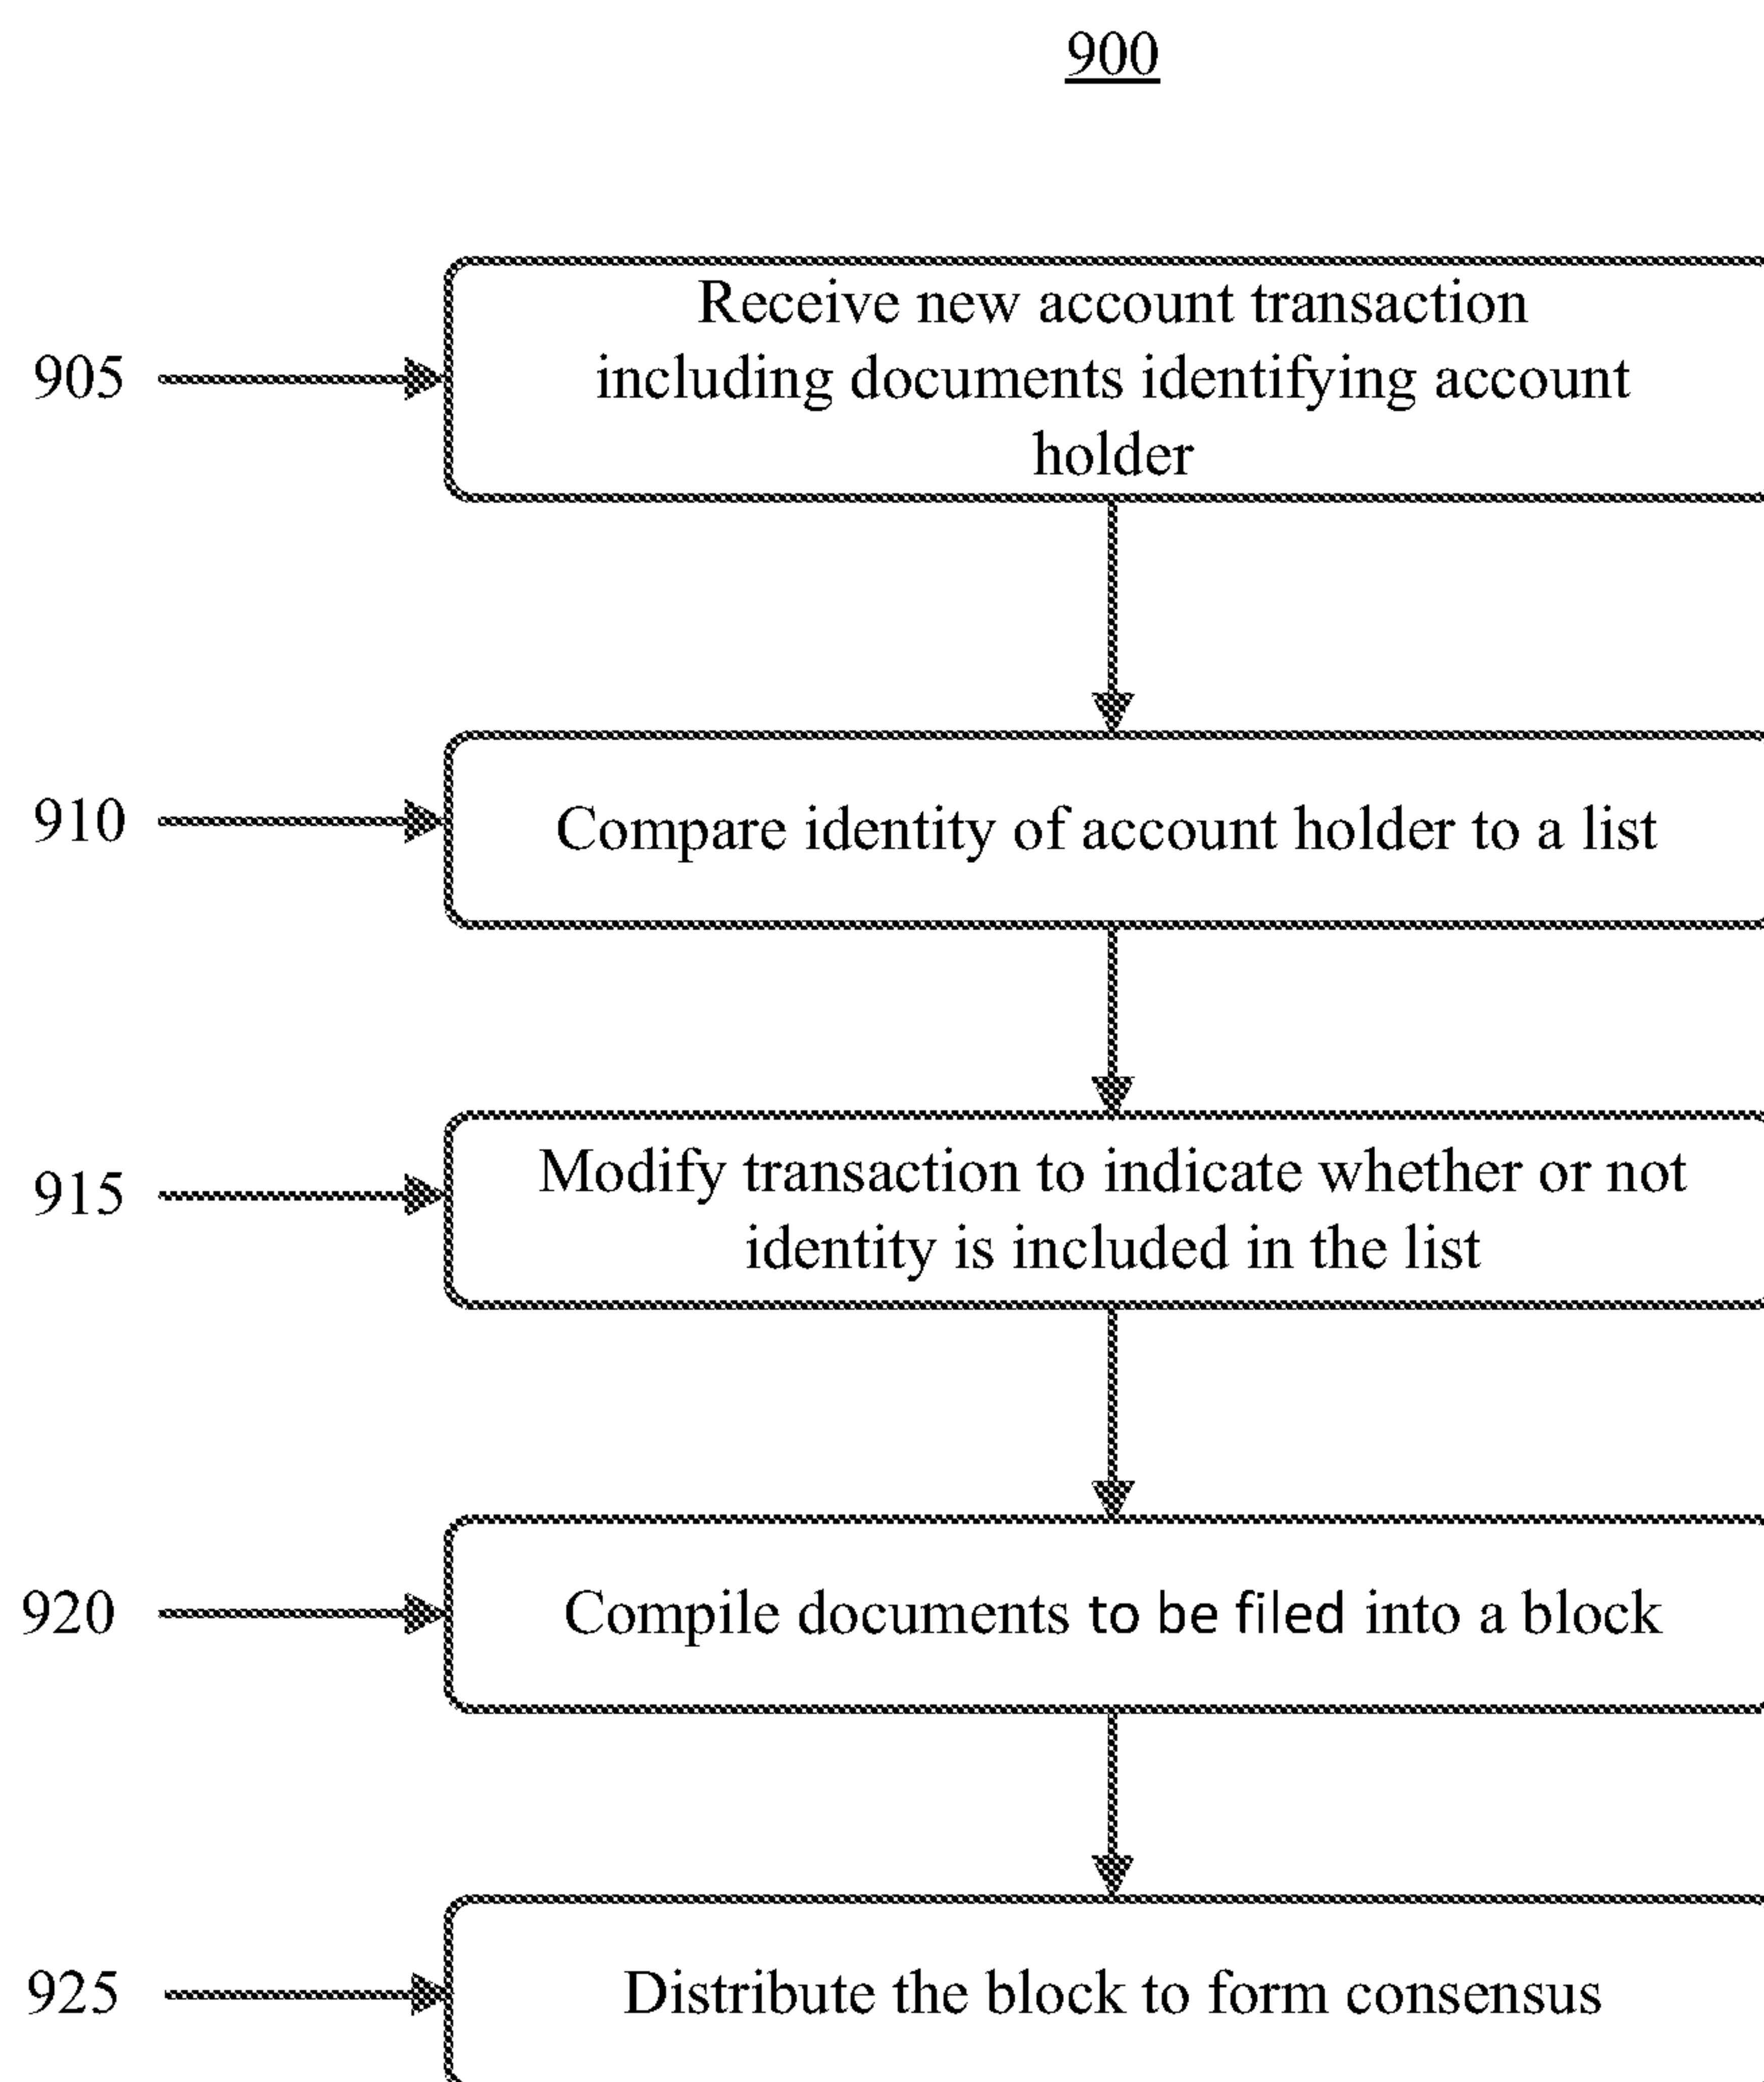 900
905
Receive new account transaction
including documents identifying account
holder
910
Compare identity of account holder to a list
915
Modify transaction to indicate whether or not
identity is included in the list
920
Compile documents to be filed into a block
925
Distribute the block to form consensus